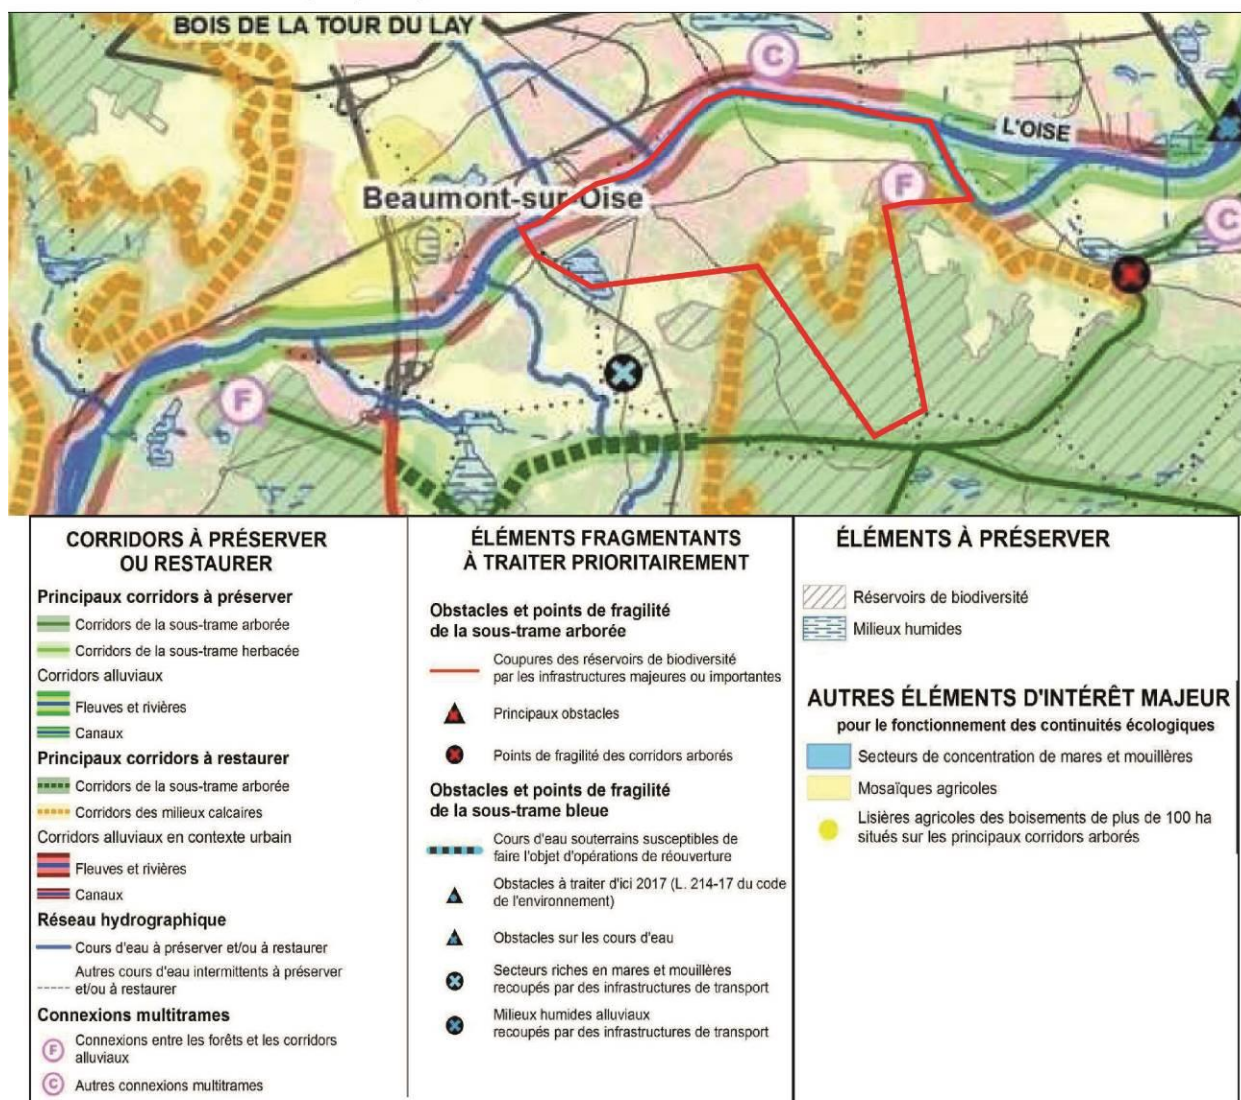 BOIS DE LA TOUR DU LAY
C
L'OISE
F
Beaumont-sur-Oise
C
F
CORRIDORS À PRÉSERVER
OU RESTAURER
Principaux corridors à préserver
Corridors de la sous-trame arborée
Corridors de la sous-trame herbacée
Corridors alluviaux
Fleuves et rivières
Canaux
Principaux corridors à restaurer
Corridors de la sous-trame arborée
Corridors des milieux calcaires
Corridors alluviaux en contexte urbain
Fleuves et rivières
Canaux
Réseau hydrographique
Cours d'eau à préserver et/ou à restaurer
Autres cours d'eau intermittents à préserver
et/ou à restaurer
Connexions multitrames
F
Connexions entre les forêts et les corridors
alluviaux
C
Autres connexions multitrames
ÉLÉMENTS FRAGMENTANTS
À TRAITER PRIORITAIREMENT
Obstacles et points de fragilité
de la sous-trame arborée
Coupures des réservoirs de biodiversité
par les infrastructures majeures ou importantes
Principaux obstacles
Points de fragilité des corridors arborés
Obstacles et points de fragilité
de la sous-trame bleue
Cours d'eau souterrains susceptibles de
faire l'objet d'opérations de réouverture
Obstacles à traiter d'ici 2017 (L. 214-17 du code
de l'environnement)
Obstacles sur les cours d'eau
Secteurs riches en mares et mouillères
recoupés par des infrastructures de transport
Milieux humides alluviaux
recoupés par des infrastructures de transport
ÉLÉMENTS À PRÉSERVER
Réservoirs de biodiversité
Milieux humides
AUTRES ÉLÉMENTS D'INTÉRÊT MAJEUR
pour le fonctionnement des continuités écologiques
Secteurs de concentration de mares et mouillères
Mosaïques agricoles
Lisières agricoles des boisements de plus de 100 ha
situés sur les principaux corridors arborés